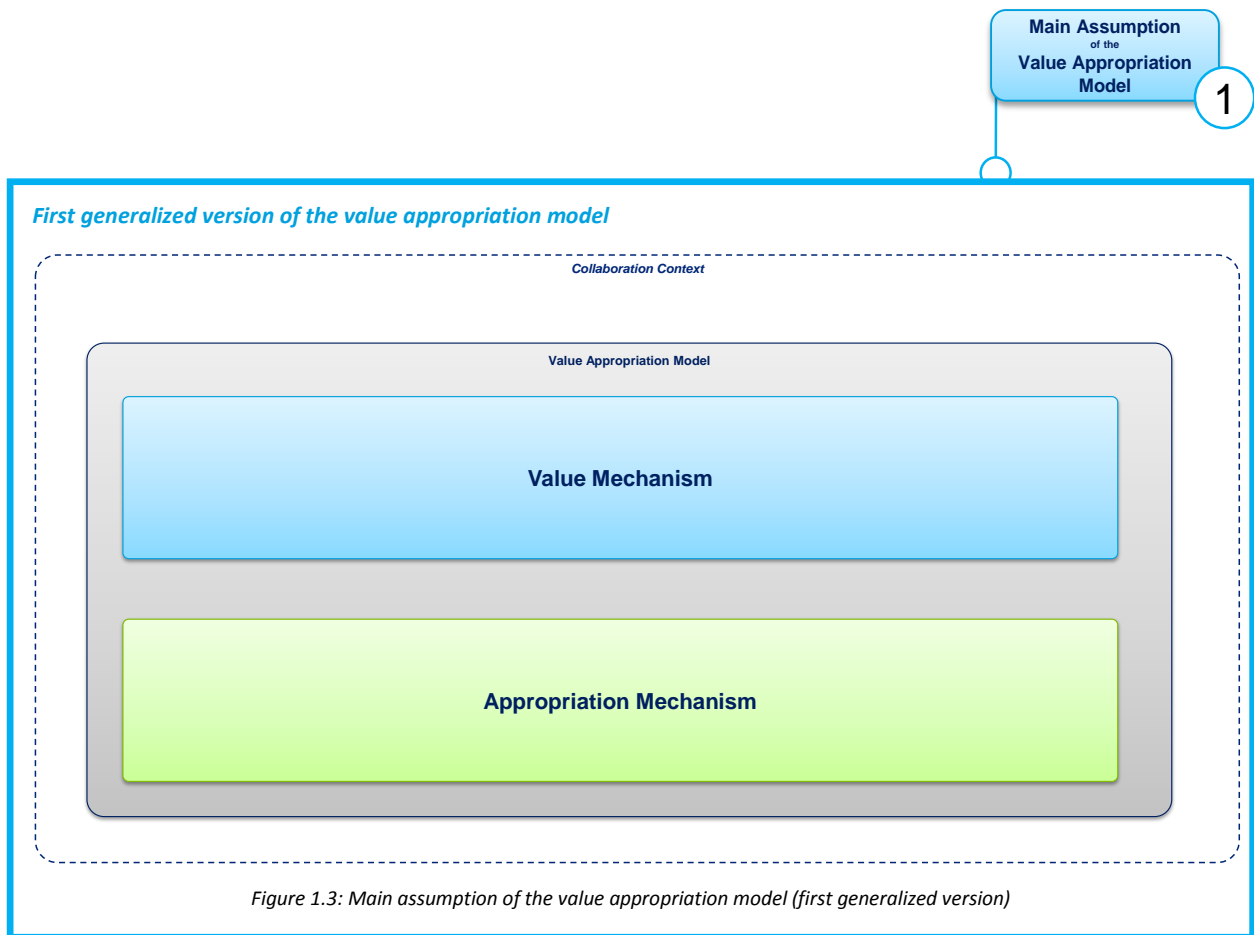 Main Assumption
of the
Value Appropriation
Model
1
First generalized version of the value appropriation model
Collaboration Context
Value Appropriation Model
Value Mechanism
Appropriation Mechanism
Figure 1.3: Main assumption of the value appropriation model (first generalized version)